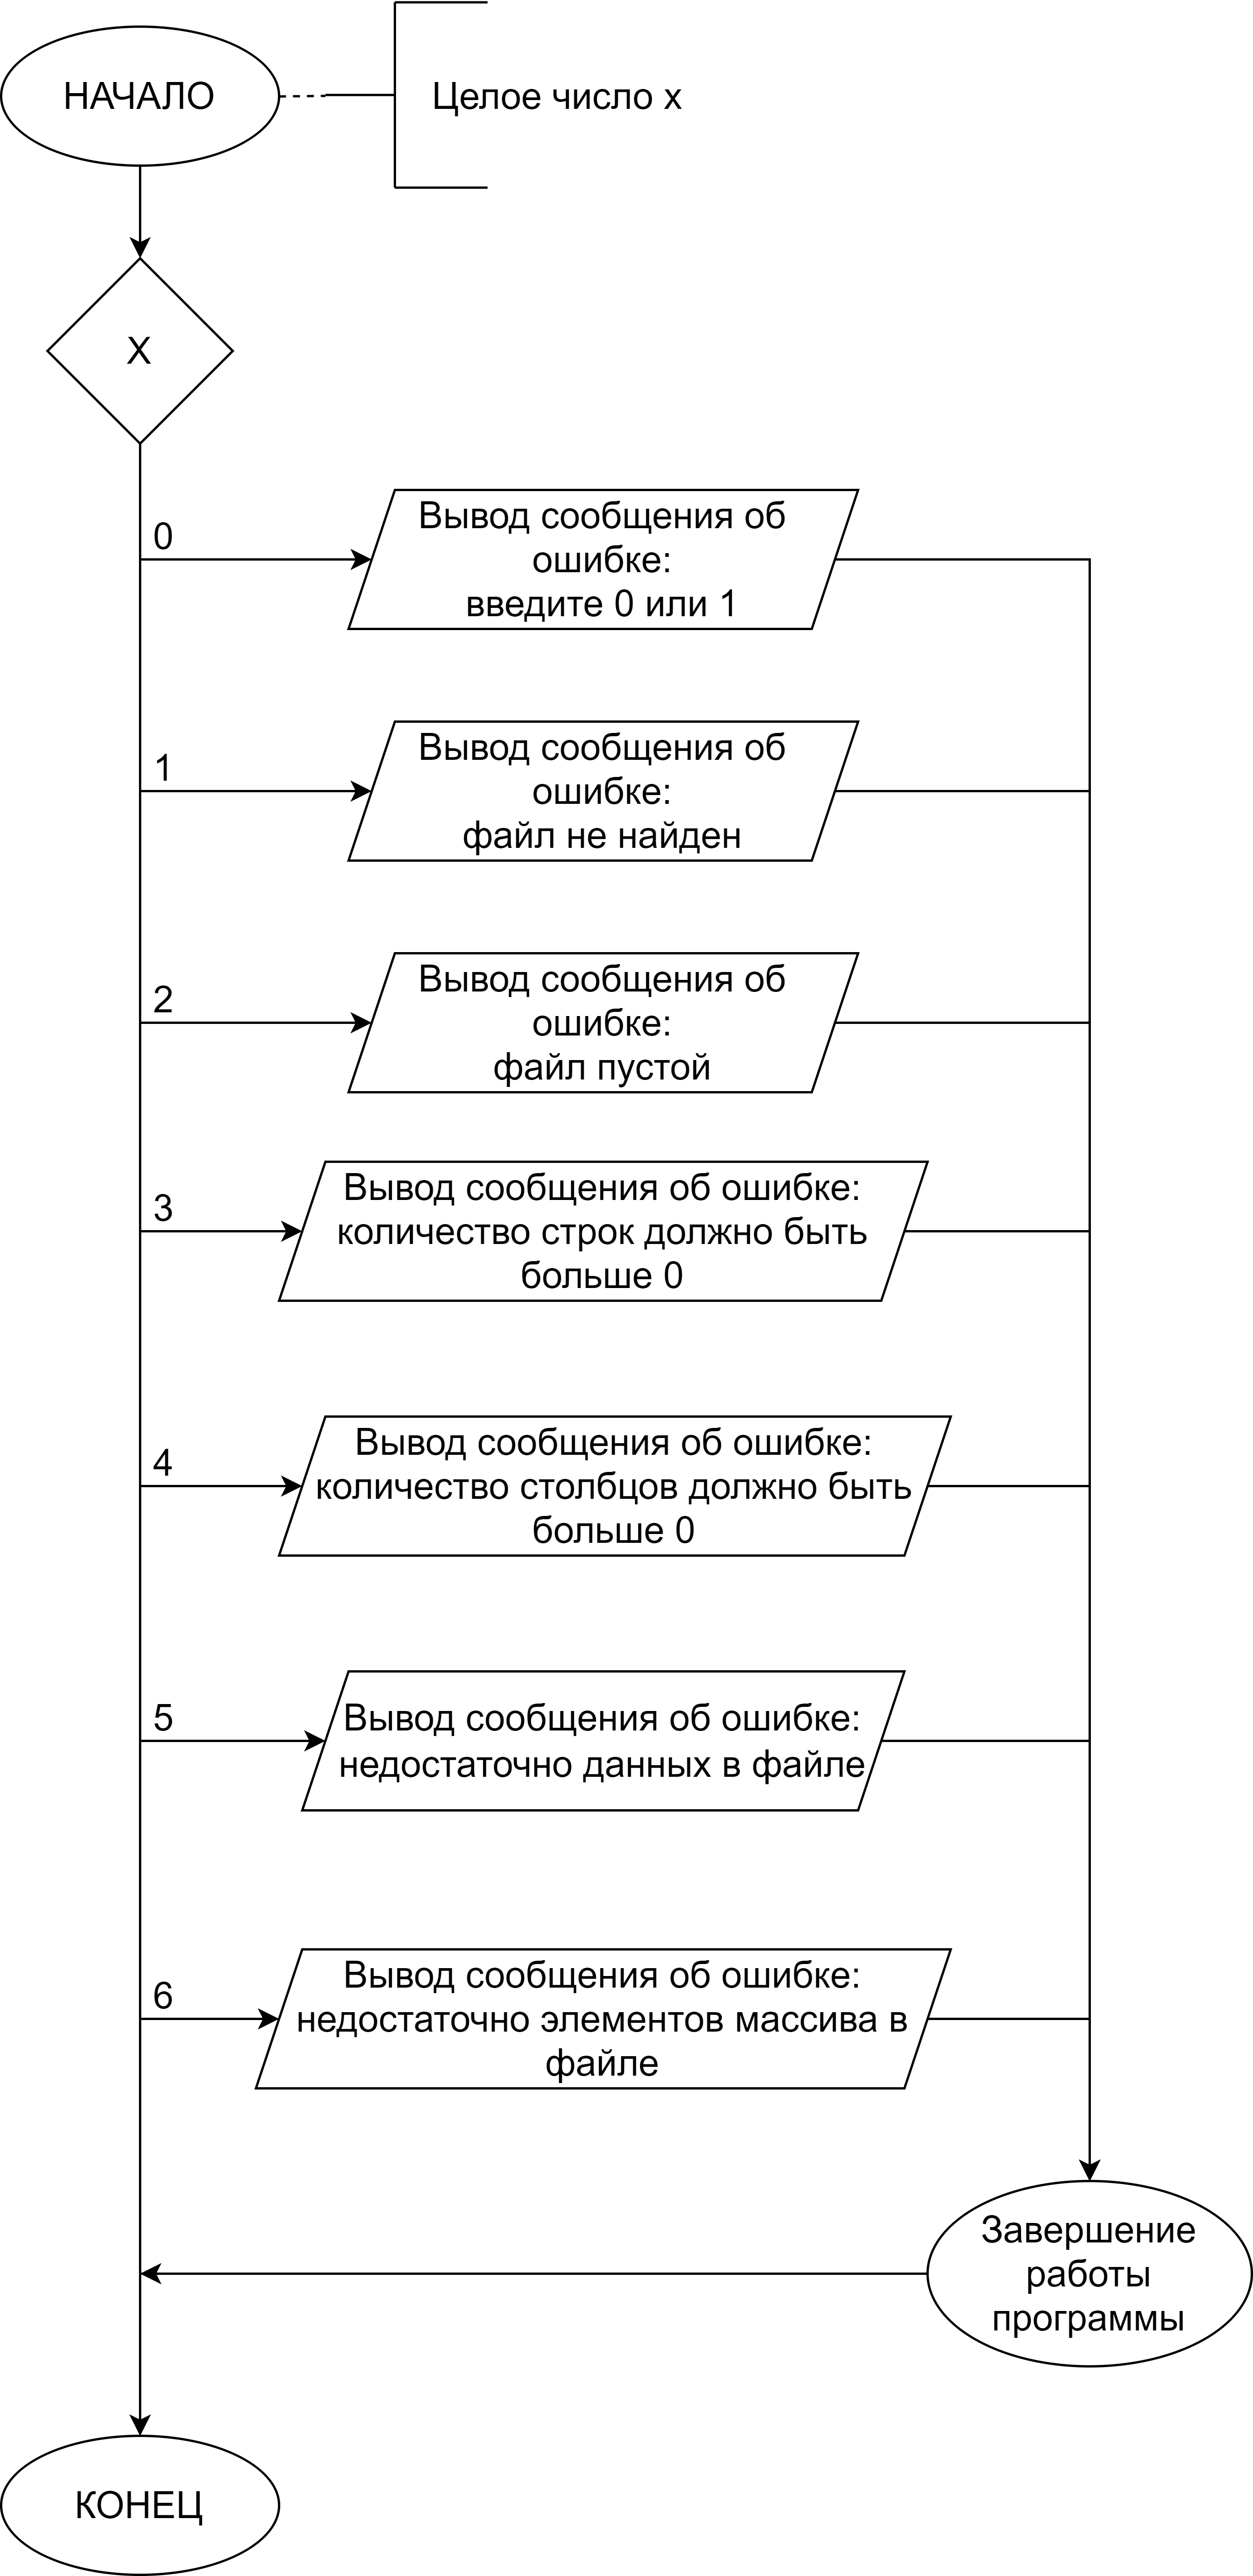 НАЧАЛО
Целое число x
X
0
Вывод сообщения об
ошибке:
введите 0 или 1
1
Вывод сообщения об
ошибке:
файл не найден
2
Вывод сообщения об
ошибке:
файл пустой
3
Вывод сообщения об ошибке:
количество строк должно быть
больше 0
4
Вывод сообщения об ошибке:
количество столбцов должно быть
больше 0
5
Вывод сообщения об ошибке:
недостаточно данных в файле
6
Вывод сообщения об ошибке:
недостаточно элементов массива в
файле
Завершение
работы
программы
КОНЕЦ